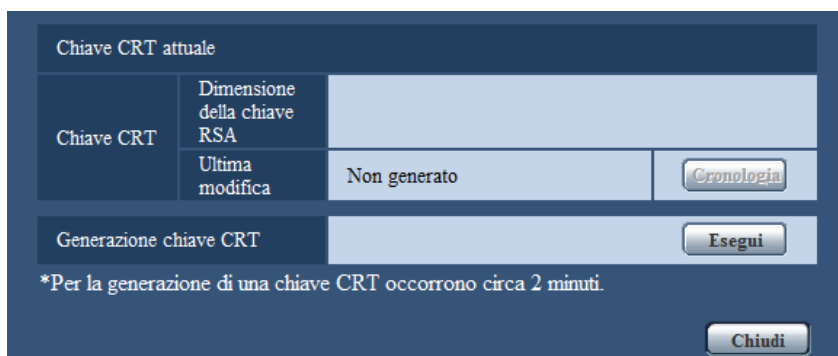 Chiave CRT attuale
Chiave CRT
Dimensione
della chiave
RSA
Ultima
modifica
Non generato
Cronologia
Generazione chiave CRT
Esegui
*Per la generazione di una chiave CRT occorrono circa 2 minuti.
Chiudi